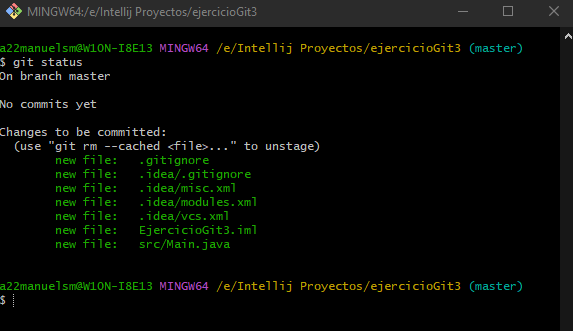 MINGW64:/e/Intellij Proyectos/ejercicioGit3
a22manuelsm@W10N-I8E13 MINGW64 /e/Intellij Proyectos/ejercicioGit3 (master)
$ git status
On branch master
No commits yet
Changes to be committed:
  (use "git rm --cached <file>..." to unstage)
        new file:   .gitignore
        new file:   .idea/.gitignore
        new file:   .idea/misc.xml
        new file:   .idea/modules.xml
        new file:   .idea/vcs.xml
        new file:   EjercicioGit3.iml
        new file:   src/Main.java
a22manuelsm@W10N-I8E13 MINGW64 /e/Intellij Proyectos/ejercicioGit3 (master)
$